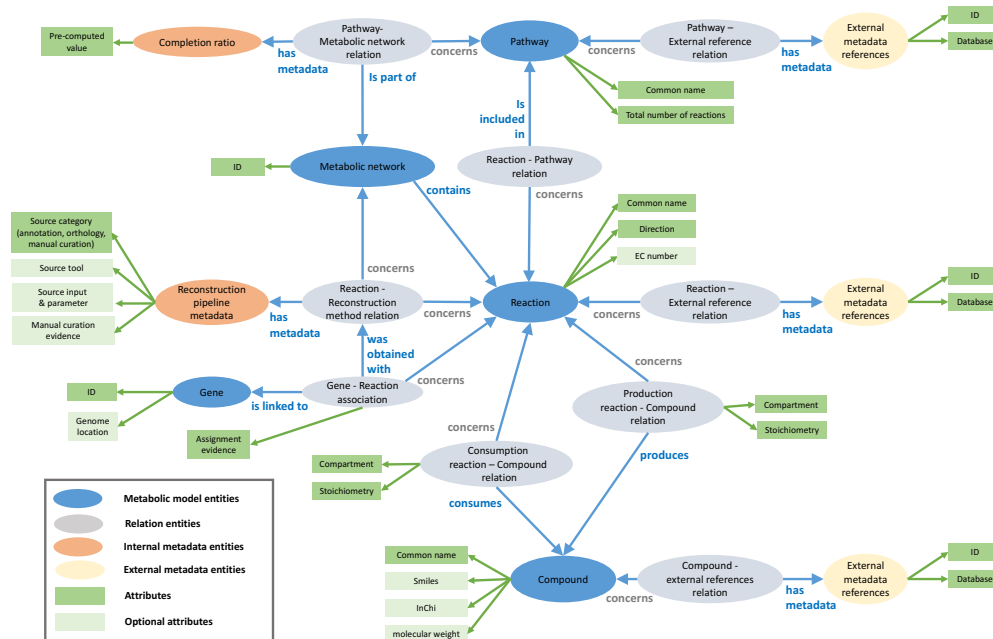 Pre-computed
value
Completion ratio
has
metadata
Pathway-
Metabolic network
relation
concerns
Pathway
concerns
Pathway –
External reference
relation
has
metadata
External
metadata
references
ID
Database
Is part of
Common name
Total number of reactions
Is
included
in
ID
Metabolic network
contains
Reaction - Pathway
relation
concerns
Source category
(annotation, orthology,
manual curation)
Source tool
Source input
& parameter
Manual curation
evidence
Reconstruction
pipeline
metadata
has
metadata
concerns
Reaction -
Reconstruction
method relation
concerns
Reaction
Common name
Direction
EC number
concerns
Reaction –
External reference
relation
has
metadata
External
metadata
references
ID
Database
was
obtained
with
ID
Genome
location
Gene
is linked to
Gene - Reaction
association
concerns
Assignment
evidence
concerns
Production
reaction - Compound
relation
Compartment
Stoichiometry
concerns
Compartment
Stoichiometry
Consumption
reaction – Compound
relation
consumes
produces
Metabolic model entities
Relation entities
Internal metadata entities
External metadata entities
Attributes
Optional attributes
Common name
Smiles
InChi
molecular weight
Compound
concerns
Compound -
external references
relation
has
metadata
External
metadata
references
ID
Database